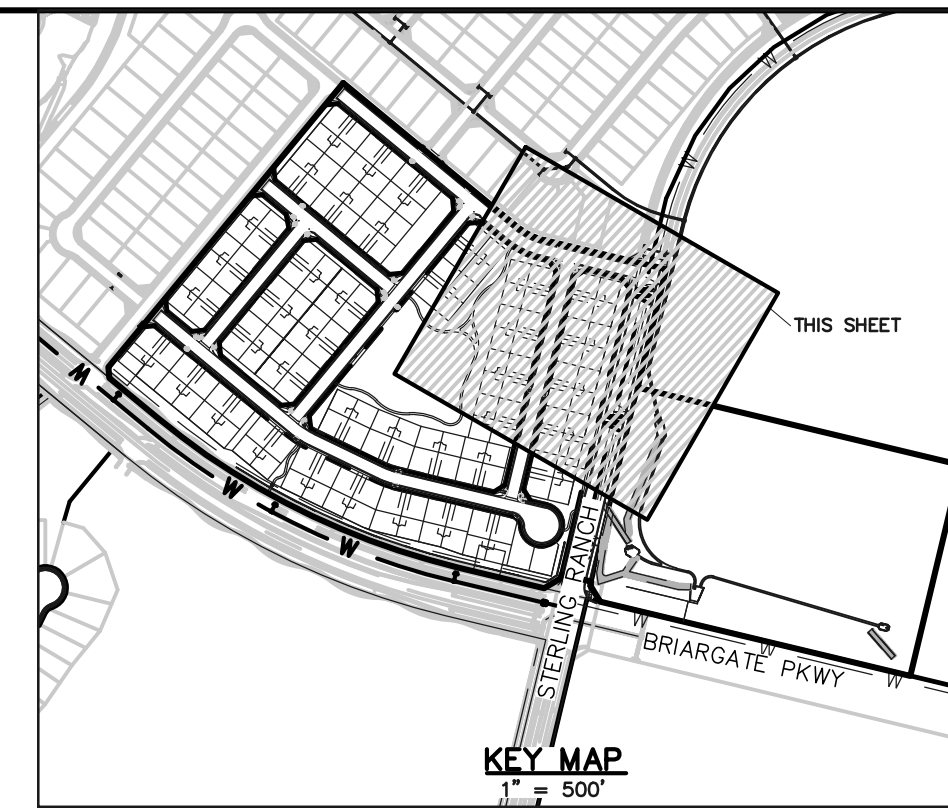 W
W
THIS SHEET
W
W
W
STERLING RANCH
W
BRIARGATE PKWY
W
W
KEY MAP
1" = 500'